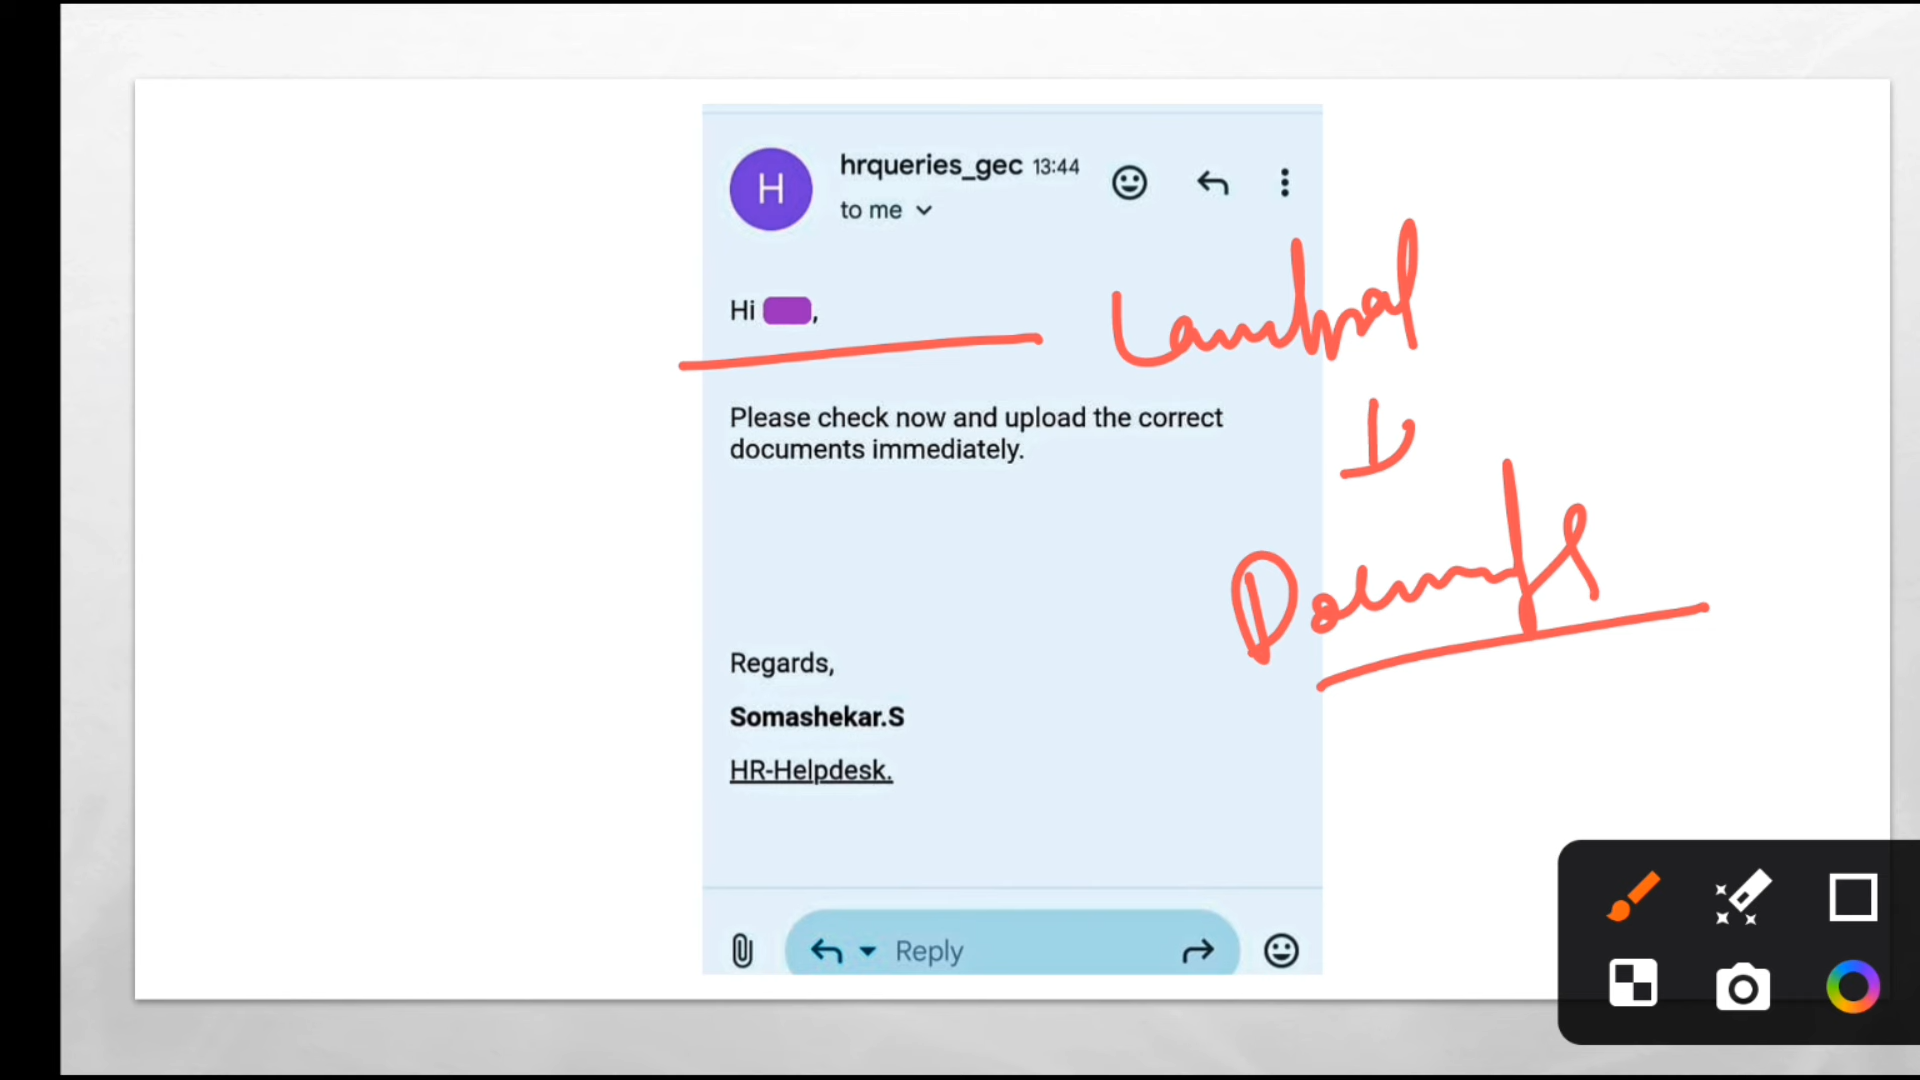 H
hrqueries_gec 13:44
to me
Hi ,
Please check now and upload the correct
documents immediately.
Regards,
Somashekar.S
HR-Helpdesk.
Reply